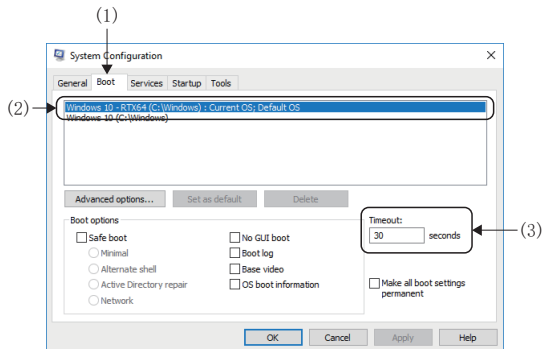 (1)
System Configuration
General Boot Services Startup Tools
(2)
Windows 10 -RTX64 (C:\Windows) : Current OS; Default OS
Windows 10 (C:\Windows)
Advanced options... Set as default Delete
Boot options
Timeout:
Safe boot No GUI boot 30 seconds
(3)
Minimal Boot log
Alternate shell Base video
Active Directory repair OS boot information Make all boot settings
permanent
Network
OK Cancel Apply Help